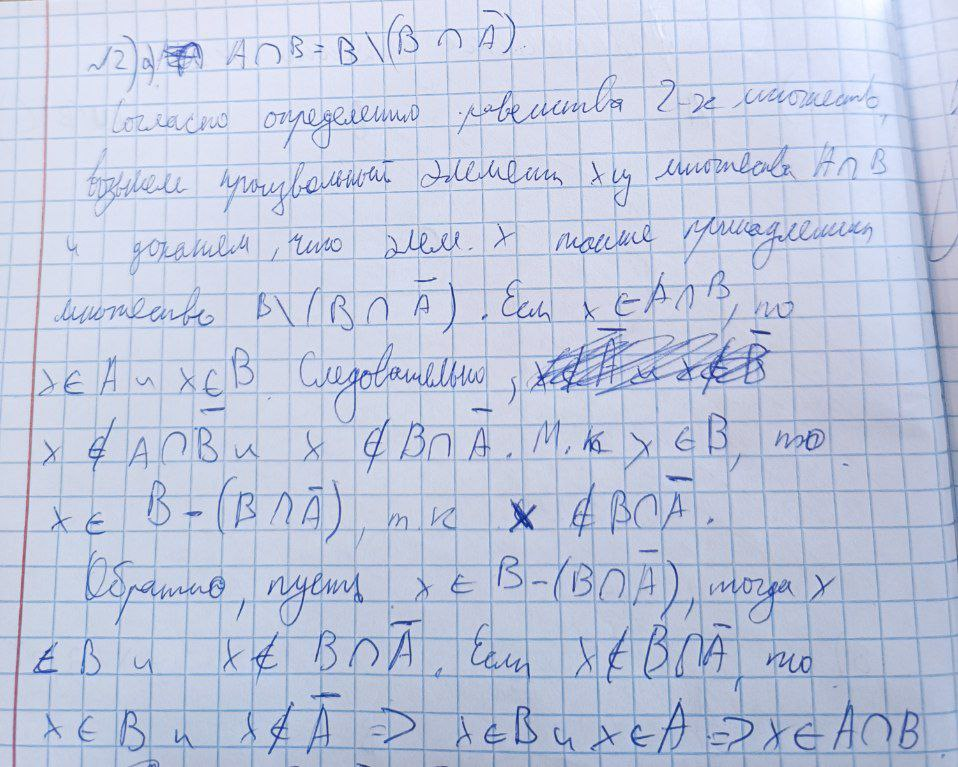 №2) а) A∩B = B \ (B ∩ A̅).
Согласно определению равенства 2-х множеств,
возьмем произвольный элемент x из множества A∩B
и докажем, что элем. x также принадлежит
множеству B \ (B ∩ A̅). Если x ∈ A∩B, то
x ∈ A и x ∈ B. Следовательно,
x ∉ A∩B̅ и x ∉ B∩A̅. Т.к x ∈ B, то
x ∈ B - (B∩A̅), т.к x ∉ B∩A̅.
Обратно, пусть x ∈ B - (B∩A̅), тогда x
∈ B и x ∉ B∩A̅. Если x ∉ B∩A̅, то
x ∈ B и x ∉ A̅ => x ∈ B и x ∈ A => x ∈ A∩B